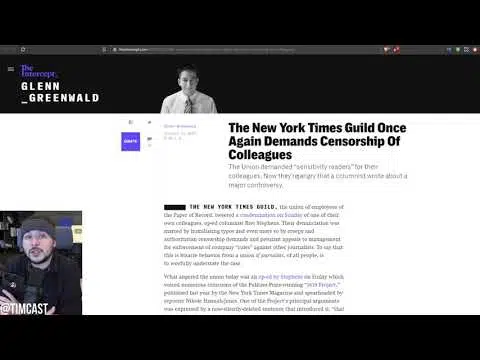 The
Intercept_
GLENN
_GREENWALD
The New York Times Guild Once
Again Demands Censorship Of
Colleagues
The Union demanded "sensitivity readers" for their
colleagues. Now they're angry that a columnist wrote about a
major controversy.
THE NEW YORK TIMES GUILD, the union of employees of
the Paper of Record, tweeted a condemnation on Sunday of one of their
own colleagues, op-ed columnist Bret Stephens. Their denunciation was
marred by humiliating typos and even more so by creepy and
authoritarian censorship demands and petulant appeals to management
for enforcement of company "rules" against other journalists. To say that
this is bizarre behavior from a union of journalists, of all people, is
to woefully understate the case.
What angered the union today was an op-ed by Stephens on Friday which
voiced numerous criticisms of the Pulitzer Prize-winning "1619 Project,"
published last year by the New York Times Magazine and spearheaded by
reporter Nikole Hannah-Jones. One of the Project's principal arguments
was expressed by a now-silently-deleted sentence that introduced it: "that
@TIMCAST